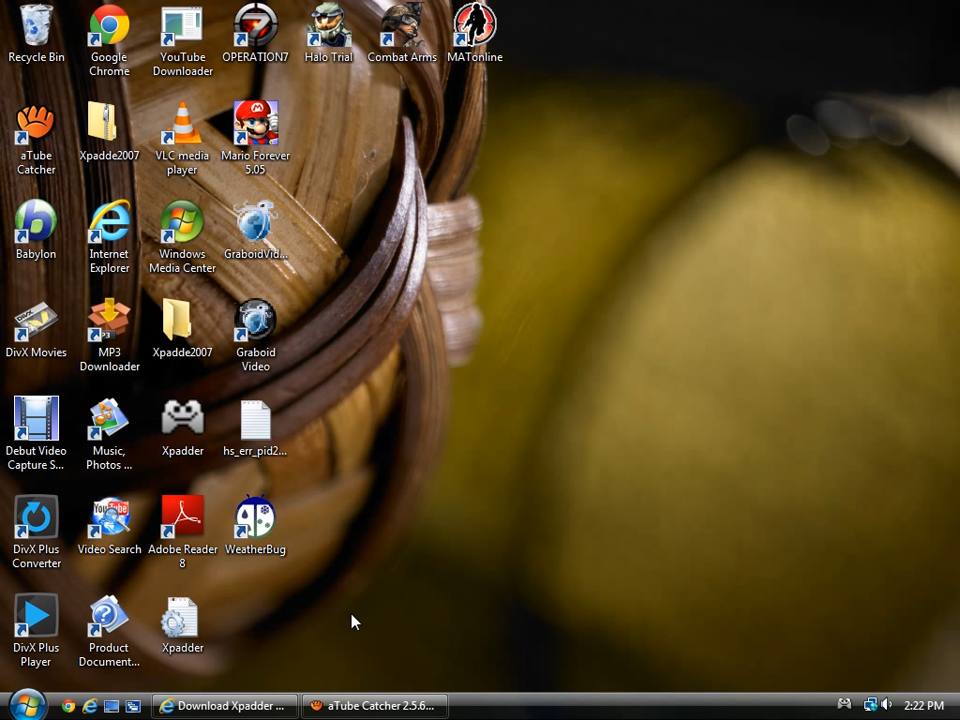 Recycle Bin
Google
Chrome
YouTube
Downloader
OPERATION7
Halo Trial
Combat Arms
MATonline
aTube
Catcher
Xpadde2007
VLC media
player
Mario Forever
5.05
Babylon
Internet
Explorer
Windows
Media Center
GraboidVid...
DivX Movies
MP3
Downloader
Xpadde2007
Graboid
Video
Debut Video
Capture S...
Music,
Photos ...
Xpadder
hs_err_pid2...
DivX Plus
Converter
Video Search
Adobe Reader
8
WeatherBug
DivX Plus
Player
Product
Document...
Xpadder
Download Xpadder ...
aTube Catcher 2.5.6...
2:22 PM